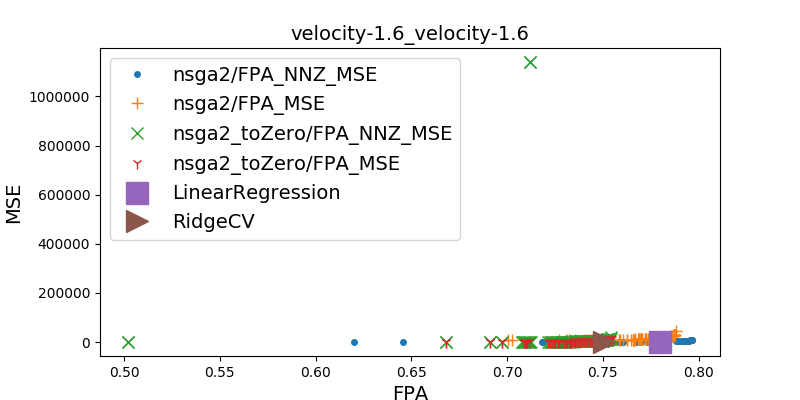 velocity-1.6_velocity-1.6
nsga2/FPA_NNZ_MSE
nsga2/FPA_MSE
nsga2_toZero/FPA_NNZ_MSE
nsga2_toZero/FPA_MSE
LinearRegression
RidgeCV
MSE
1000000
800000
600000
400000
200000
0
0.50 0.55 0.60 0.65 0.70 0.75 0.80
FPA